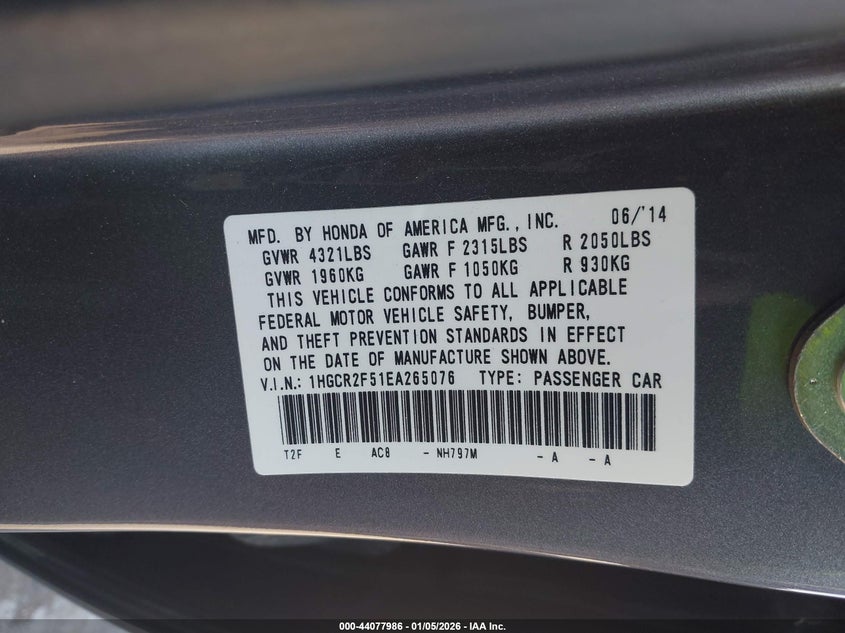 MFD. BY HONDA OF AMERICA MFG., INC. 06/'14
GVWR 4321LBS GAWR F 2315LBS R 2050LBS
GVWR 1960KG GAWR F 1050KG R 930KG
THIS VEHICLE CONFORMS TO ALL APPLICABLE
FEDERAL MOTOR VEHICLE SAFETY, BUMPER,
AND THEFT PREVENTION STANDARDS IN EFFECT
ON THE DATE OF MANUFACTURE SHOWN ABOVE.
V.I.N.: 1HGCR2F51EA265076 TYPE: PASSENGER CAR
T2F E AC8 - NH797M - A - A
000-44077986 - 01/05/2026 - IAA Inc.